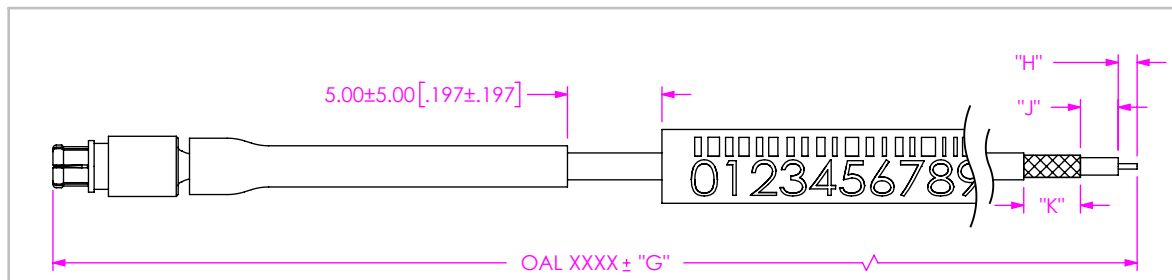 "H"
5.00±5.00[.197±.197]
"J"
0123456789
"K"
OAL XXXX ± "G"